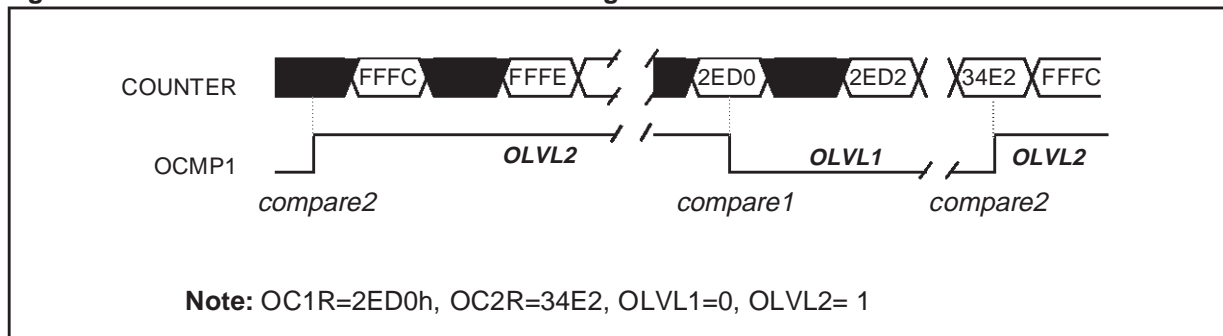 COUNTER FFFC FFFE 2ED0 2ED2 34E2 FFFC
OCMP1 OLVL2 OLVL1 OLVL2
compare2 compare1 compare2
Note: OC1R=2ED0h, OC2R=34E2, OLVL1=0, OLVL2= 1